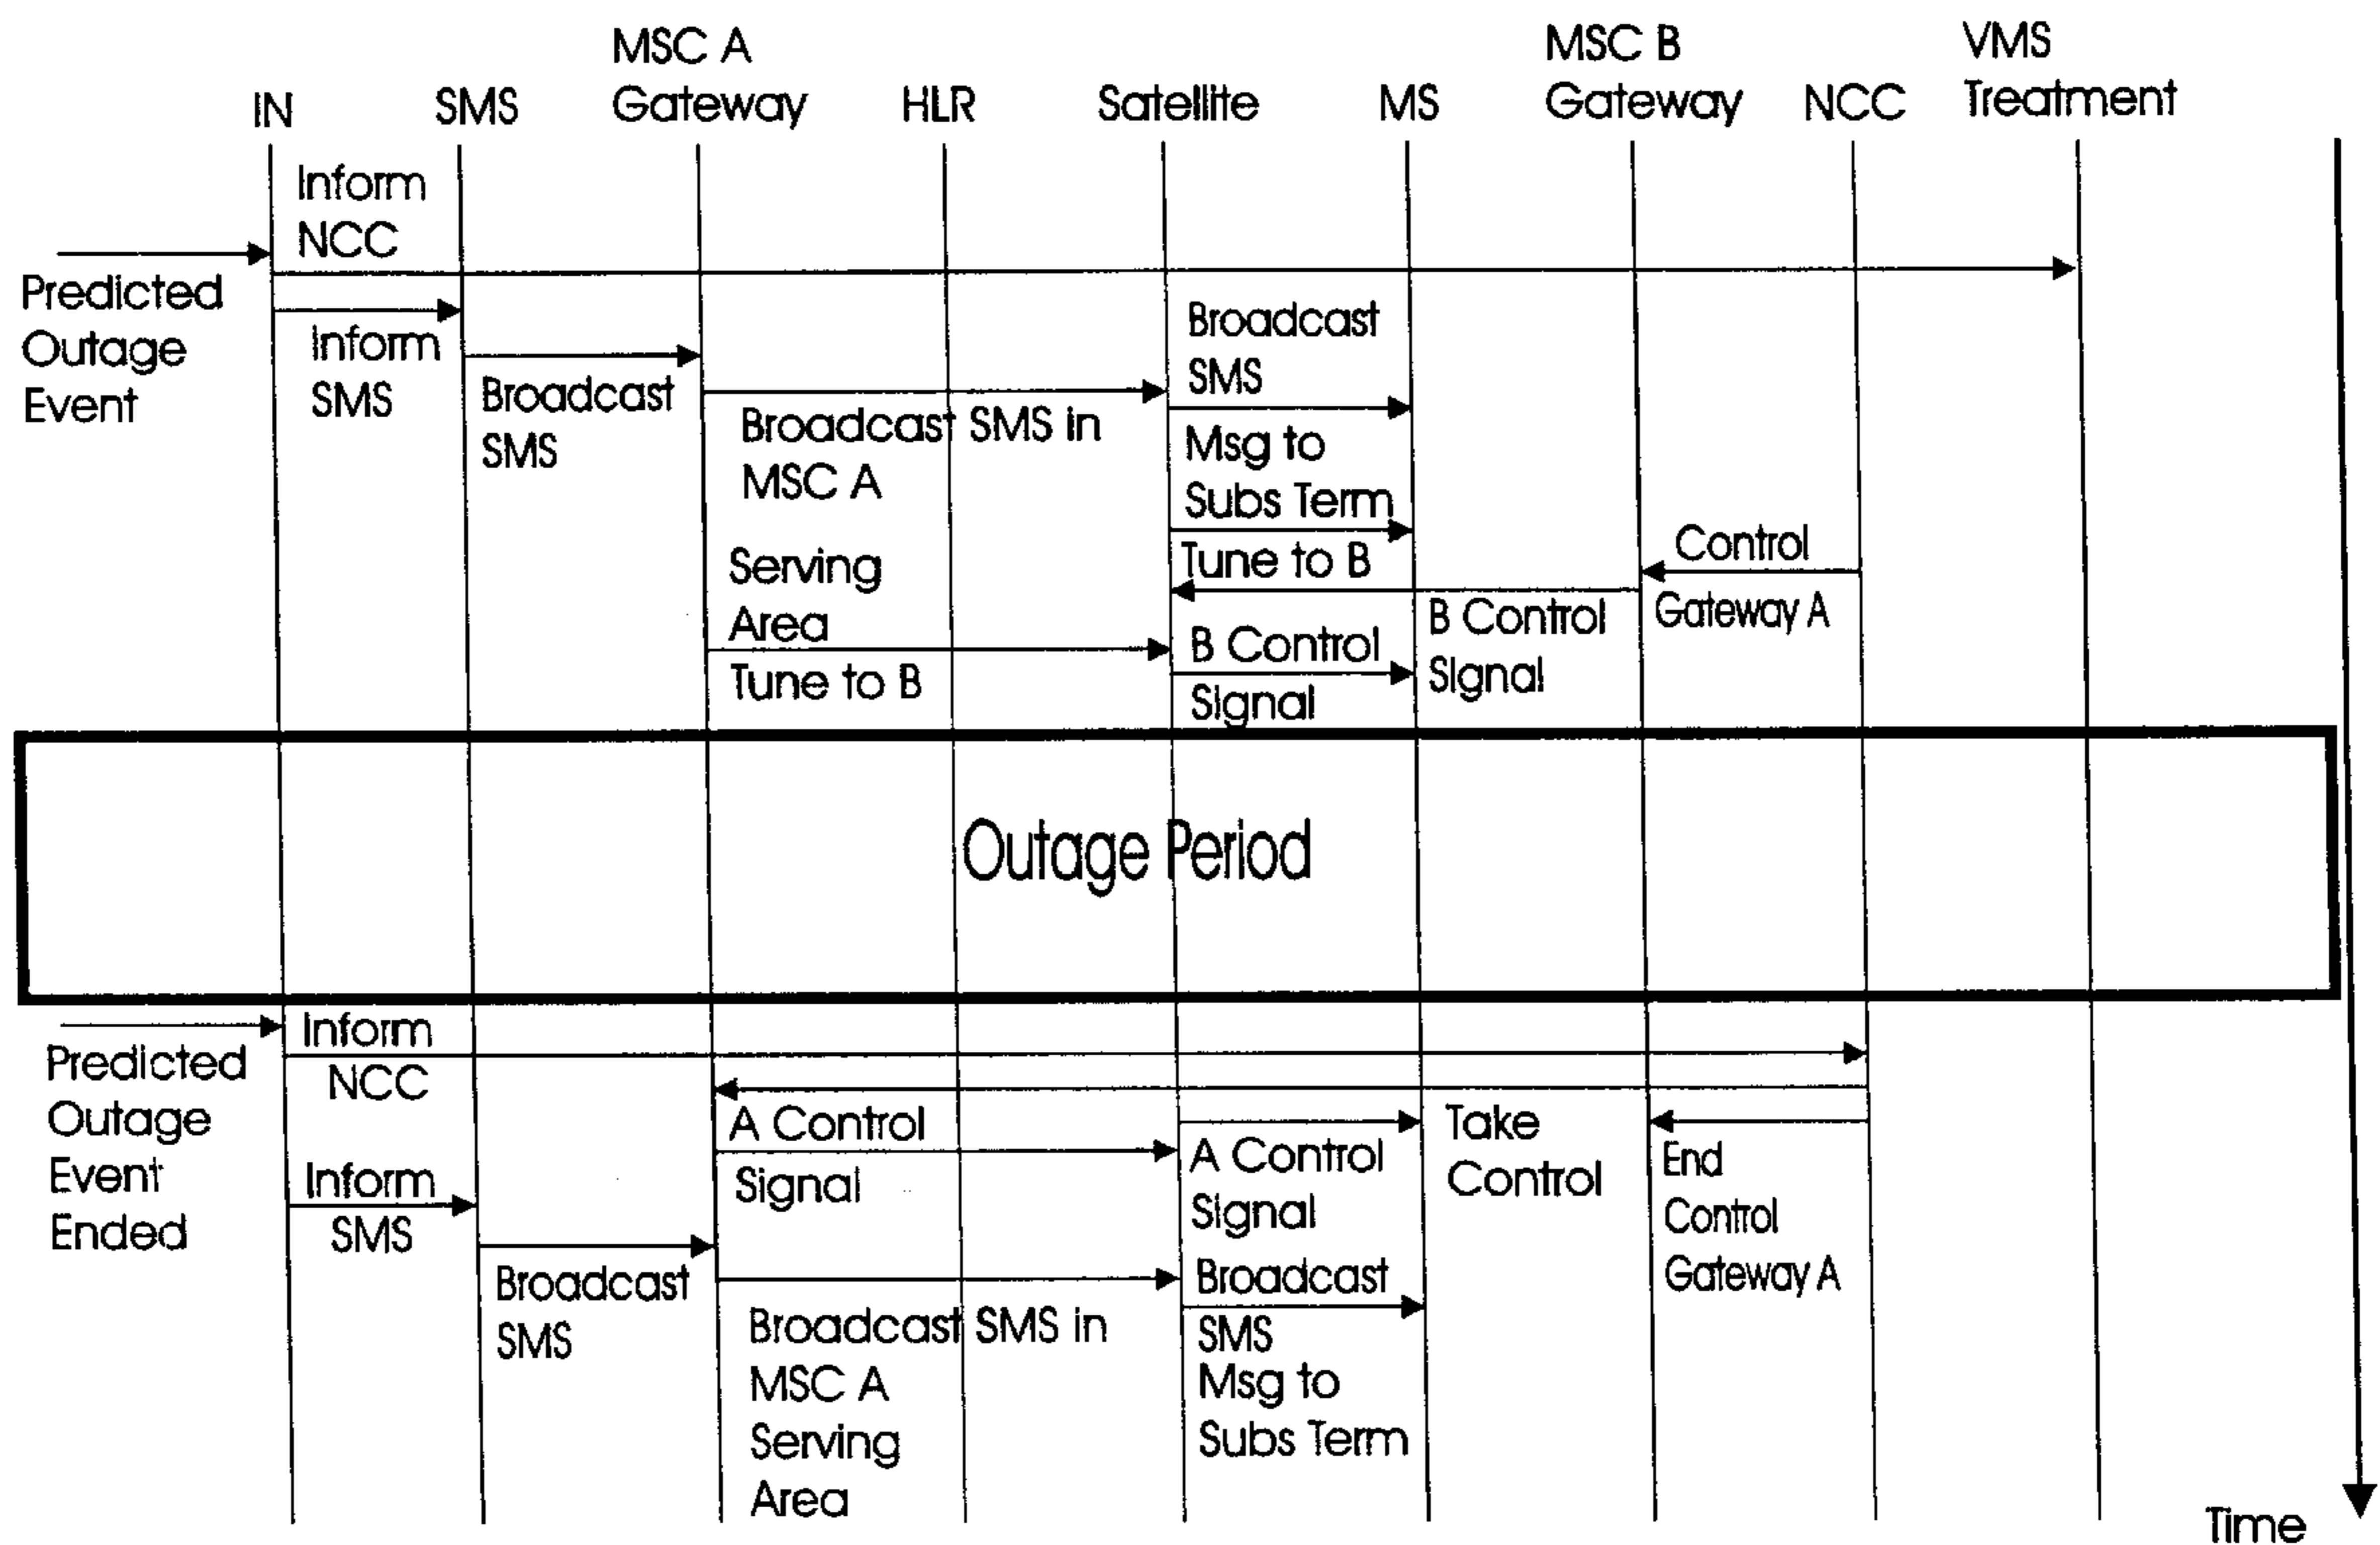 MSC A
MSC B
VMS
IN
SMS
Gateway
HLR
Satellite
MS
Gateway
NCC
Treatment
Inform
NCC
Predicted
Outage
Event
Inform
SMS
Broadcast
SMS
Broadcast SMS in
MSC A
Serving
Area
Tune to B
Broadcast
SMS
Msg to
Subs Term
Tune to B
B Control
Signal
B Control
Signal
Control
Gateway A
Outage Period
Predicted
Outage
Event
Ended
Inform
NCC
Inform
SMS
A Control
Signal
Broadcast
SMS
Broadcast SMS in
MSC A
Serving
Area
A Control
Signal
Broadcast
SMS
Msg to
Subs Term
Take
Control
End
Control
Gateway A
Time